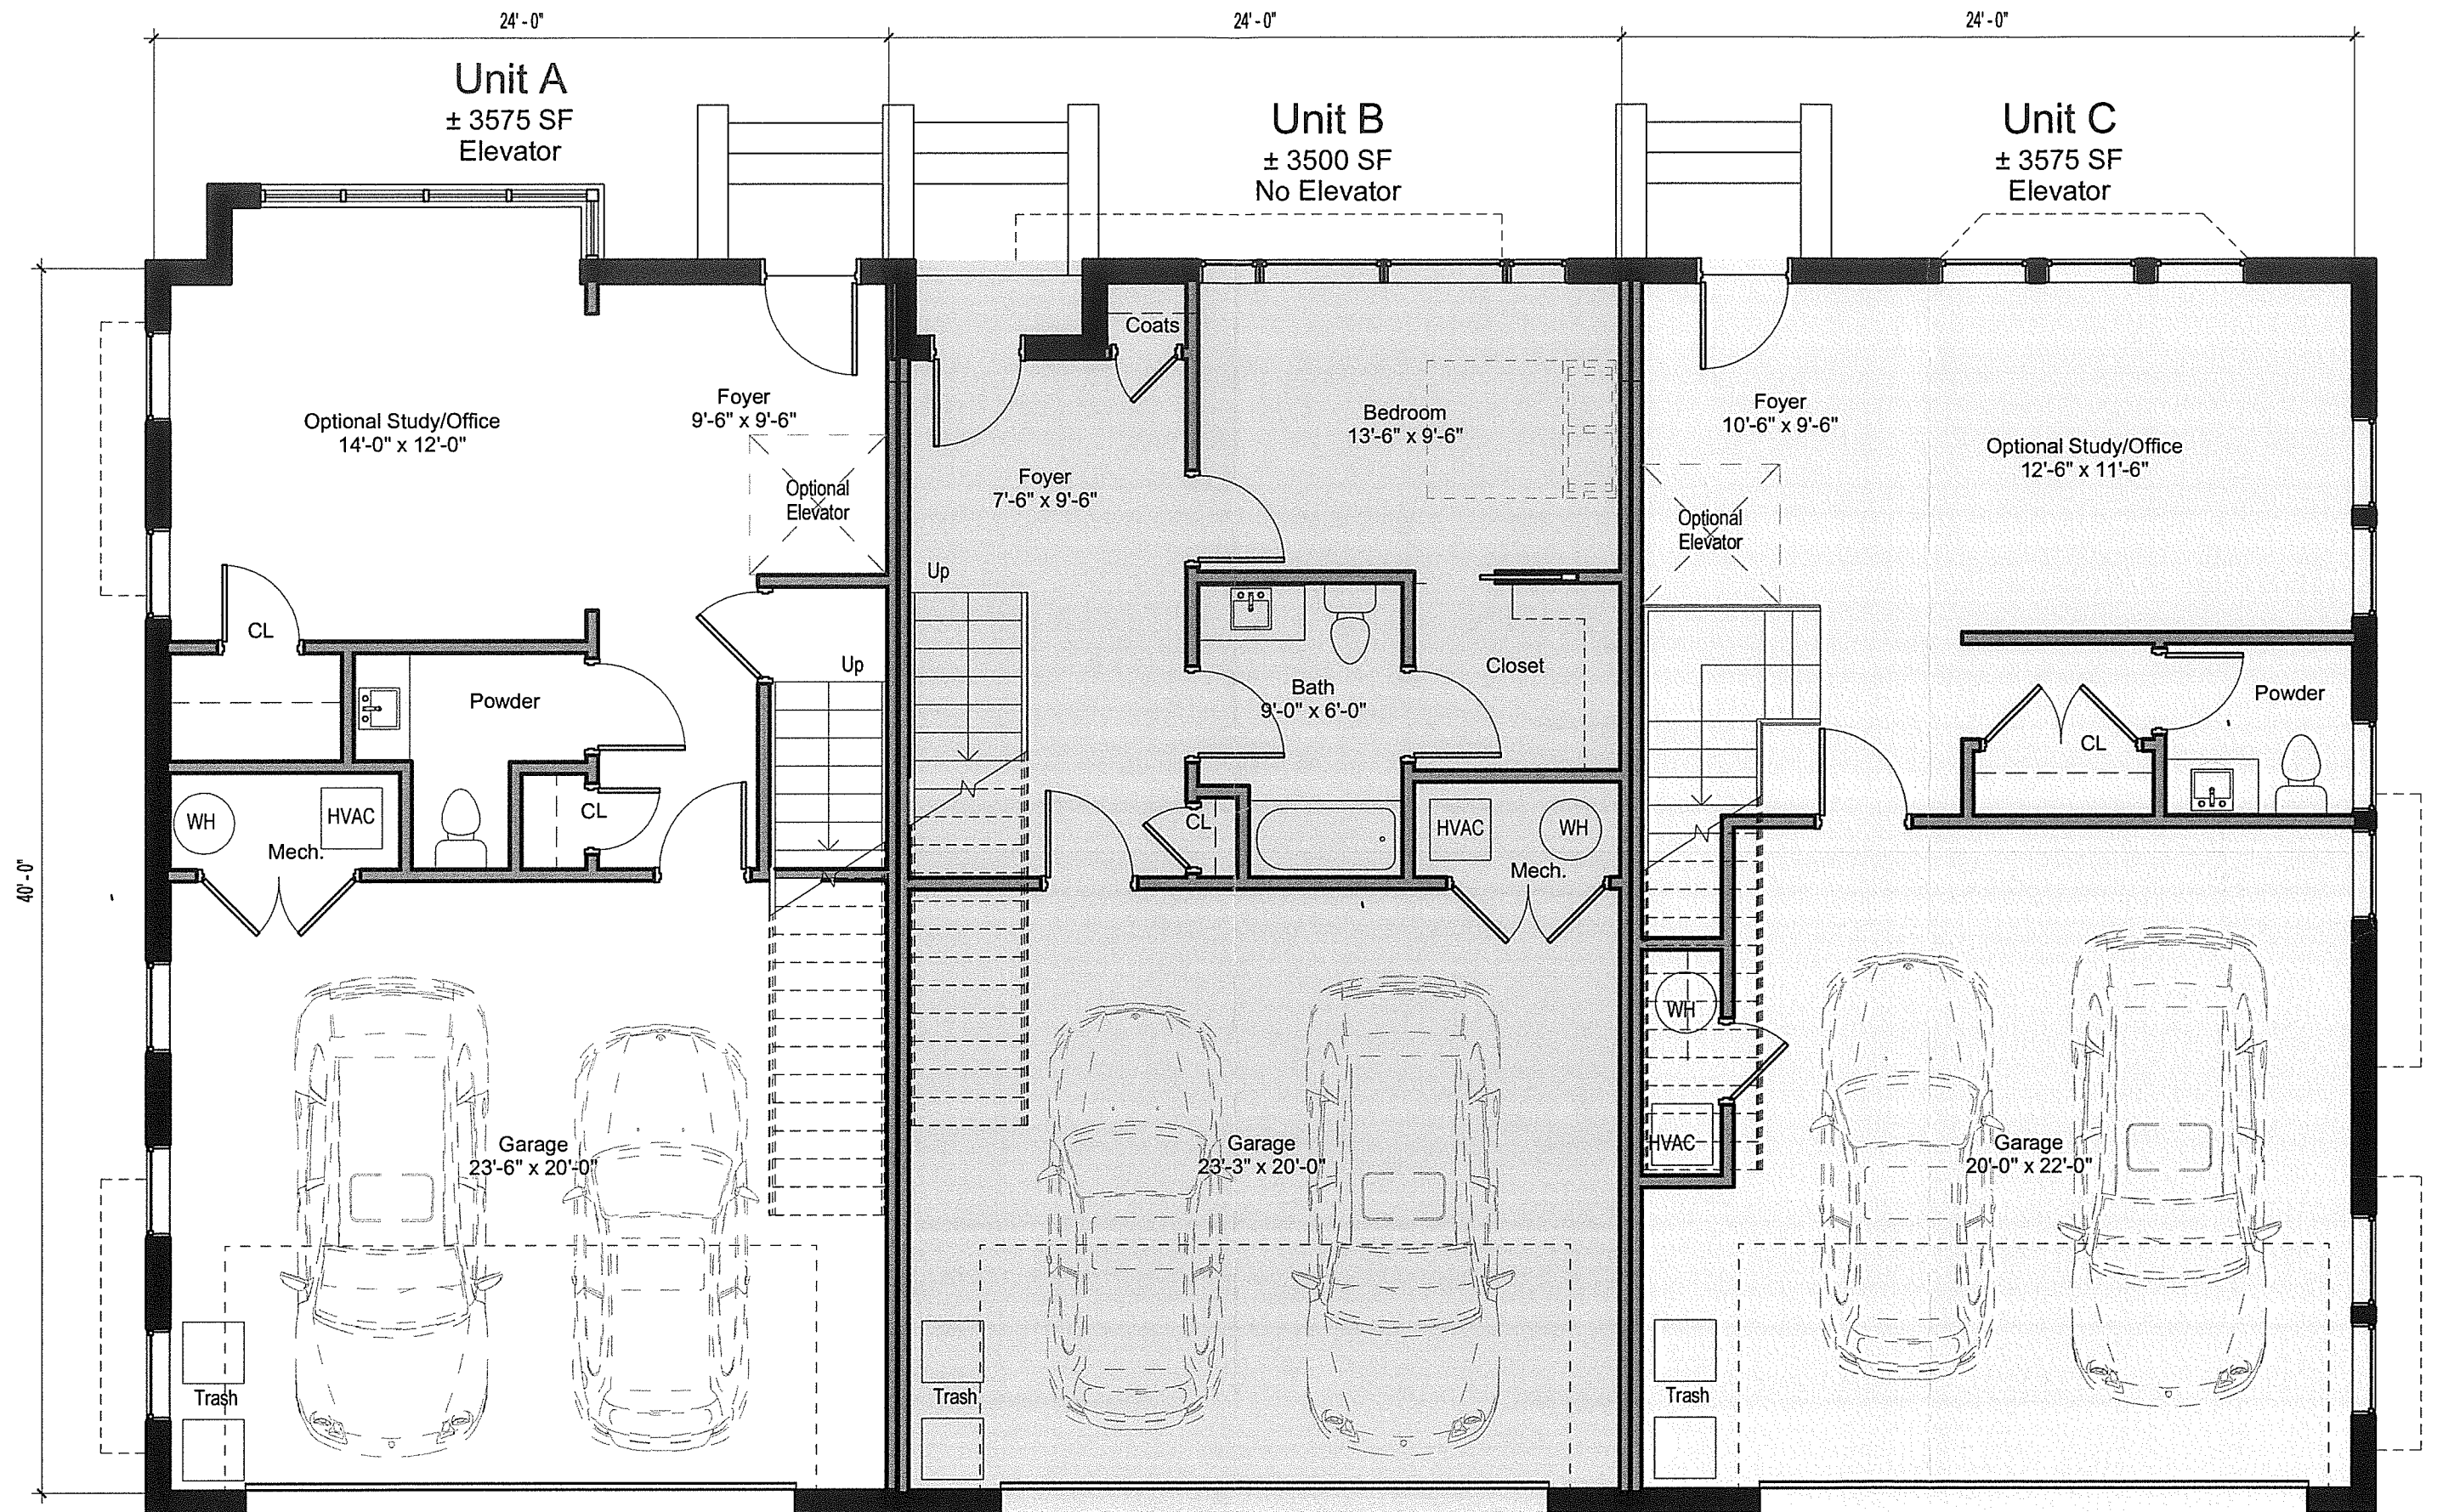 24'-0"
24'-0"
24'-0"
Unit A
± 3575 SF
Elevator
Unit B
± 3500 SF
No Elevator
Unit C
± 3575 SF
Elevator
40'-0"
Optional Study/Office
14'-0" x 12'-0"
Foyer
9'-6" x 9'-6"
Optional
Elevator
CL
Up
Powder
WH
HVAC
Mech.
CL
Garage
23'-6" x 20'-0"
Trash
Coats
Foyer
7'-6" x 9'-6"
Bedroom
13'-6" x 9'-6"
Up
Closet
Bath
9'-0" x 6'-0"
CL
HVAC
WH
Mech.
Garage
23'-3" x 20'-0"
Trash
Foyer
10'-6" x 9'-6"
Optional Study/Office
12'-6" x 11'-6"
Optional
Elevator
Powder
CL
WH
HVAC
Garage
20'-0" x 22'-0"
Trash